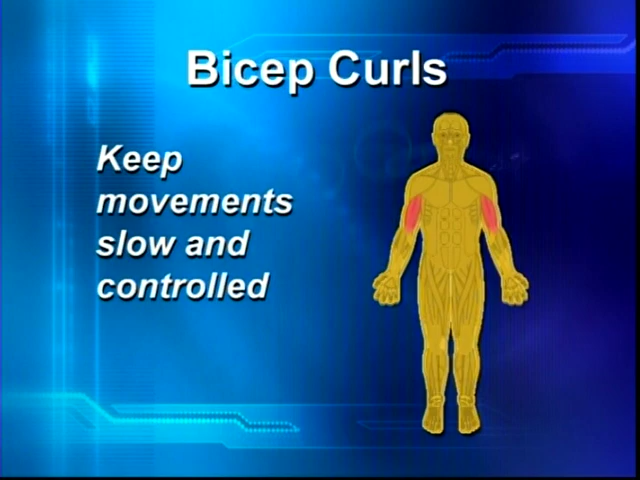 Bicep Curls
Keep
movements
slow and
controlled